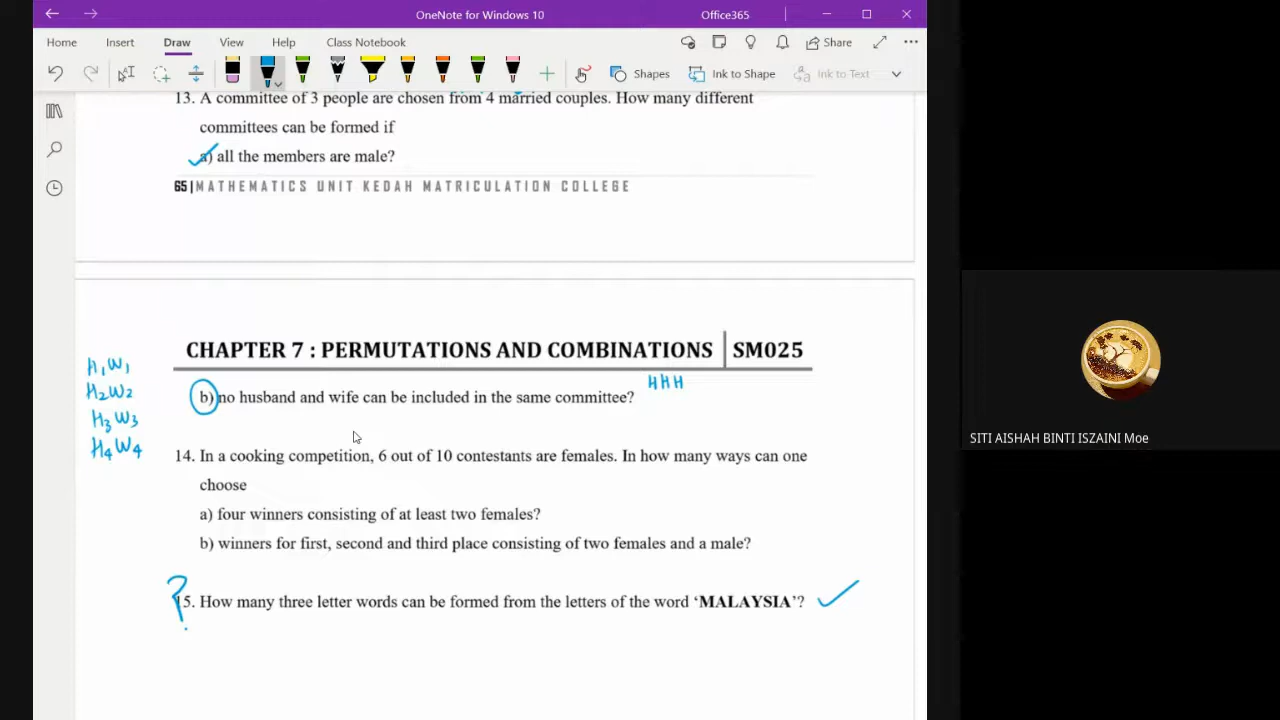 OneNote for Windows 10
Office365
Home Insert Draw View Help Class Notebook Share
Shapes Ink to Shape Ink to Text
13. A committee of 3 people are chosen from 4 married couples. How many different
committees can be formed if
a) all the members are male?
65|MATHEMATICS UNIT KEDAH MATRICULATION COLLEGE
CHAPTER 7 : PERMUTATIONS AND COMBINATIONS SM025
H1W1
H2W2
H3W3
H4W4
HHH
b) no husband and wife can be included in the same committee?
14. In a cooking competition, 6 out of 10 contestants are females. In how many ways can one
choose
a) four winners consisting of at least two females?
b) winners for first, second and third place consisting of two females and a male?
?
15. How many three letter words can be formed from the letters of the word ‘MALAYSIA’?
SITI AISHAH BINTI ISZAINI Moe